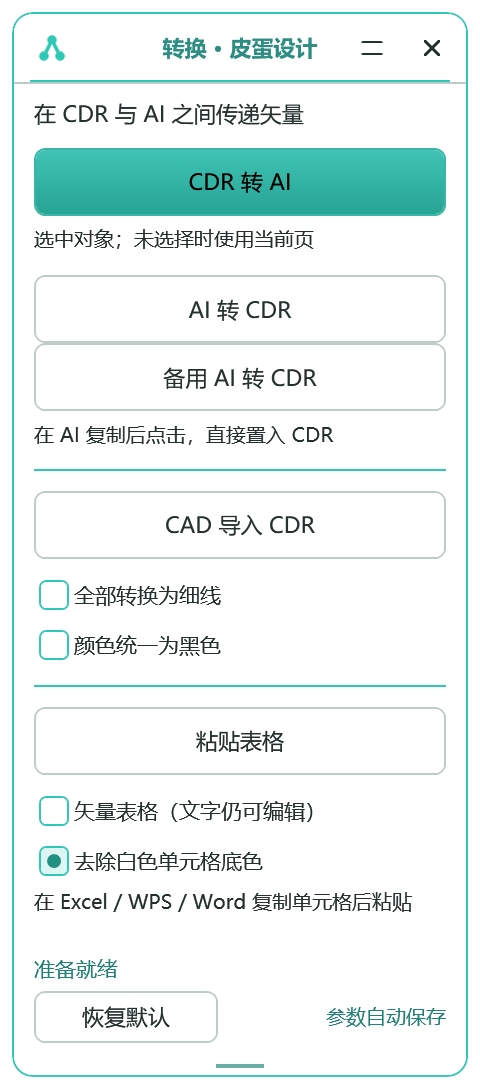 转换·皮蛋设计
在 CDR 与 AI 之间传递矢量
CDR 转 AI
选中对象；未选择时使用当前页
AI 转 CDR
备用 AI 转 CDR
在 AI 复制后点击，直接置入 CDR
CAD 导入 CDR
全部转换为细线
颜色统一为黑色
粘贴表格
矢量表格（文字仍可编辑）
去除白色单元格底色
在 Excel / WPS / Word 复制单元格后粘贴
准备就绪
恢复默认
参数自动保存